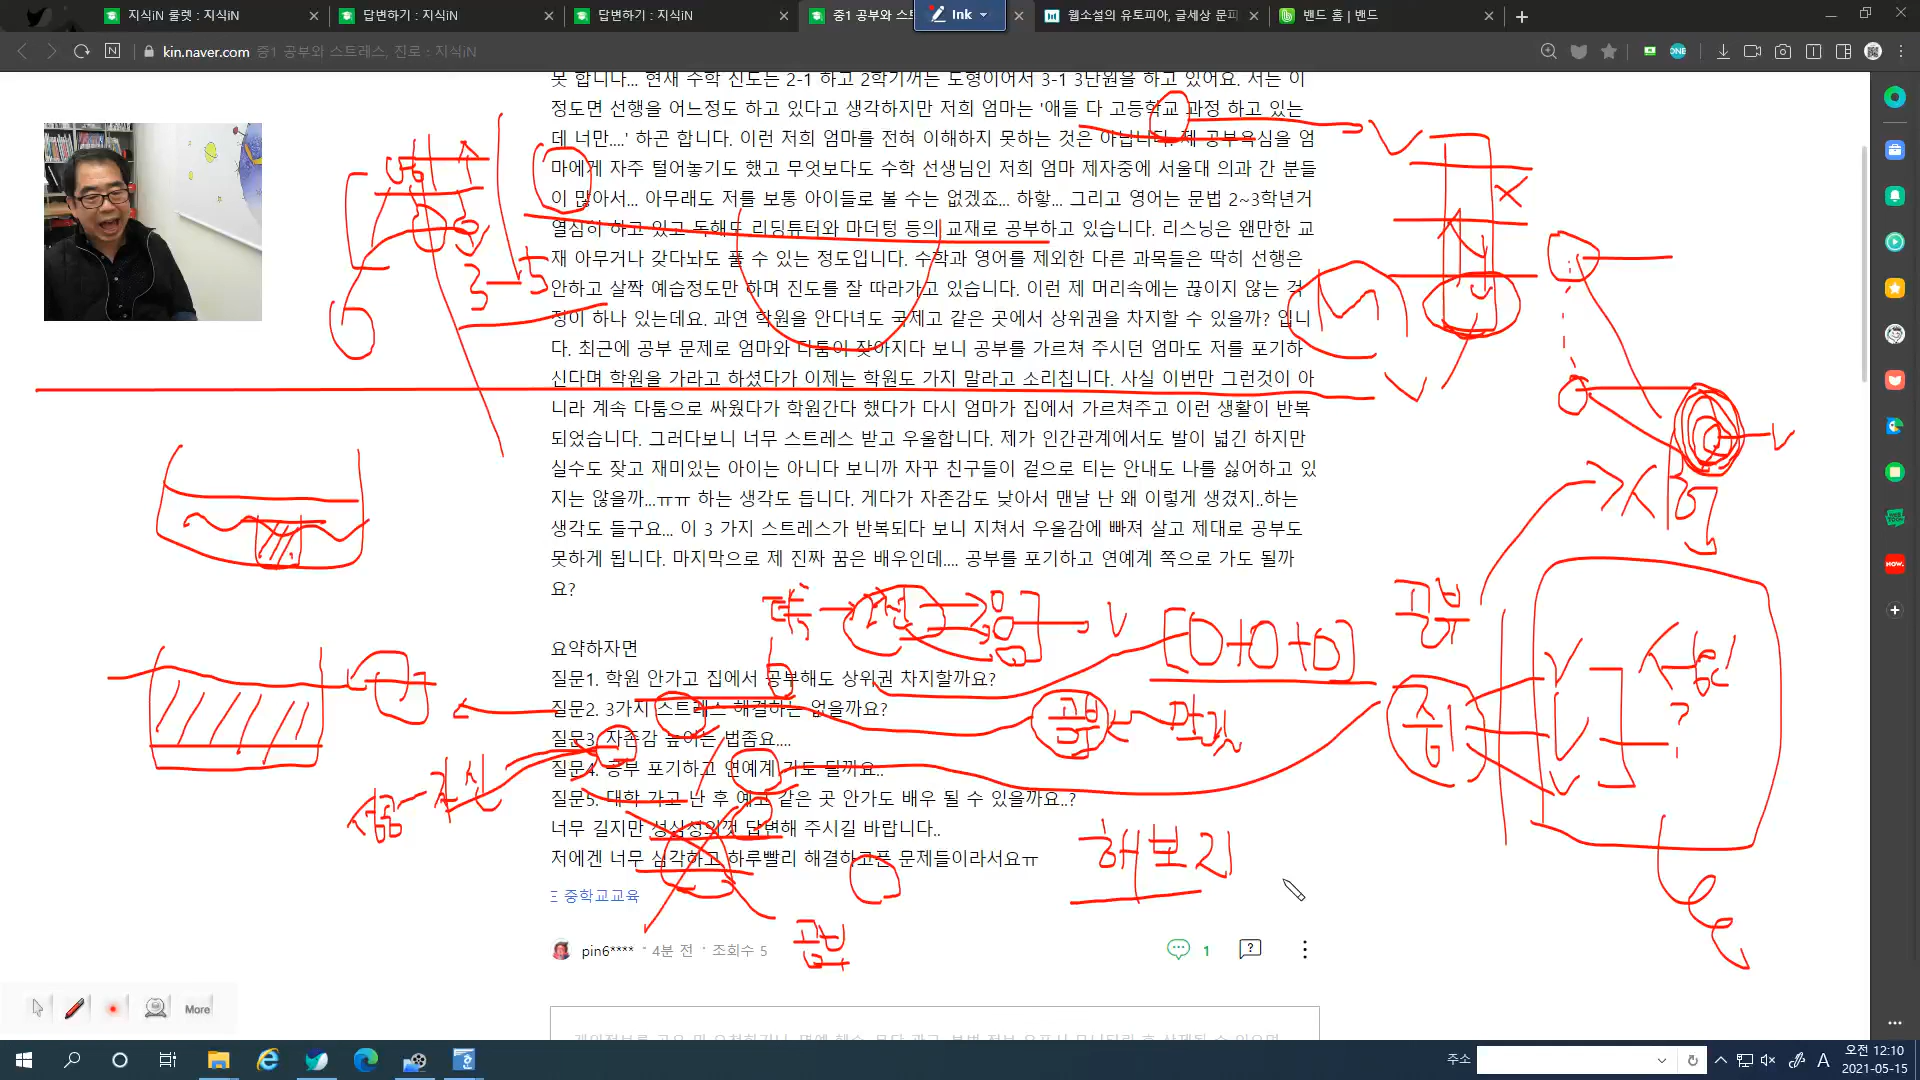 지식iN 쿨렛 : 지식iN
답변하기 : 지식iN
답변하기 : 지식iN
중1 공부와 스트
Ink
웹소설의 유토피아, 글세상 문피
밴드 홈 | 밴드
kin.naver.com 중1 공부와 스트레스, 진로 : 지식iN
못 합니다... 현재 수학 진도는 2-1 하고 2학기꺼는 도형이어서 3-1 3단원을 하고 있어요. 저는 이
정도면 선행을 어느정도 하고 있다고 생각하지만 저희 엄마는 '애들 다 고등학교 과정 하고 있는
데 너만....' 하곤 합니다. 이런 저희 엄마를 전혀 이해하지 못하는 것은 아닙니다. 제 공부욕심을 엄
마에게 자주 털어놓기도 했고 무엇보다도 수학 선생님인 저희 엄마 제자중에 서울대 의과 간 분들
이 많아서... 아무래도 저를 보통 아이들로 볼 수는 없겠죠... 하핳... 그리고 영어는 문법 2~3학년거
열심히 하고 있고 독해도 리딩튜터와 마더텅 등의 교재로 공부하고 있습니다. 리스닝은 왠만한 교
재 아무거나 갖다놔도 풀 수 있는 정도입니다. 수학과 영어를 제외한 다른 과목들은 딱히 선행은
안하고 살짝 예습정도만 하며 진도를 잘 따라가고 있습니다. 이런 제 머리속에는 끊이지 않는 걱
정이 하나 있는데요. 과연 학원을 안다녀도 국제고 같은 곳에서 상위권을 차지할 수 있을까? 입니
다. 최근에 공부 문제로 엄마와 다툼이 잦아지다 보니 공부를 가르쳐 주시던 엄마도 저를 포기하
신다며 학원을 가라고 하셨다가 이제는 학원도 가지 말라고 소리칩니다. 사실 이번만 그런것이 아
니라 계속 다툼으로 싸웠다가 학원간다 했다가 다시 엄마가 집에서 가르쳐주고 이런 생활이 반복
되었습니다. 그러다보니 너무 스트레스 받고 우울합니다. 제가 인간관계에서도 발이 넓긴 하지만
실수도 잦고 재미있는 아이는 아니다 보니까 자꾸 친구들이 겉으로 티는 안내도 나를 싫어하고 있
지는 않을까...ㅠㅠ 하는 생각도 듭니다. 게다가 자존감도 낮아서 맨날 난 왜 이렇게 생겼지..하는
생각도 들구요... 이 3 가지 스트레스가 반복되다 보니 지쳐서 우울감에 빠져 살고 제대로 공부도
못하게 됩니다. 마지막으로 제 진짜 꿈은 배우인데.... 공부를 포기하고 연예계 쪽으로 가도 될까
요?
공부
요약하자면
질문1. 학원 안가고 집에서 공부해도 상위권 차지할까요?
질문2. 3가지 스트레스 해결하는 없을까요?
공부
질문3. 자존감 높이는 법좀요....
질문4. 공부 포기하고 연예계 가도 될까요..
질문5. 대학 가고 난 후 예고 같은 곳 안가도 배우 될 수 있을까요..?
너무 길지만 성심성의껏 답변해 주시길 바랍니다..
저에겐 너무 심각하고 하루빨리 해결하고픈 문제들이라서요ㅠ
해보기
중학교교육
공부
pin6**** · 4분 전 · 조회수 5
1
More
주소
A
오전 12:10
2021-05-15